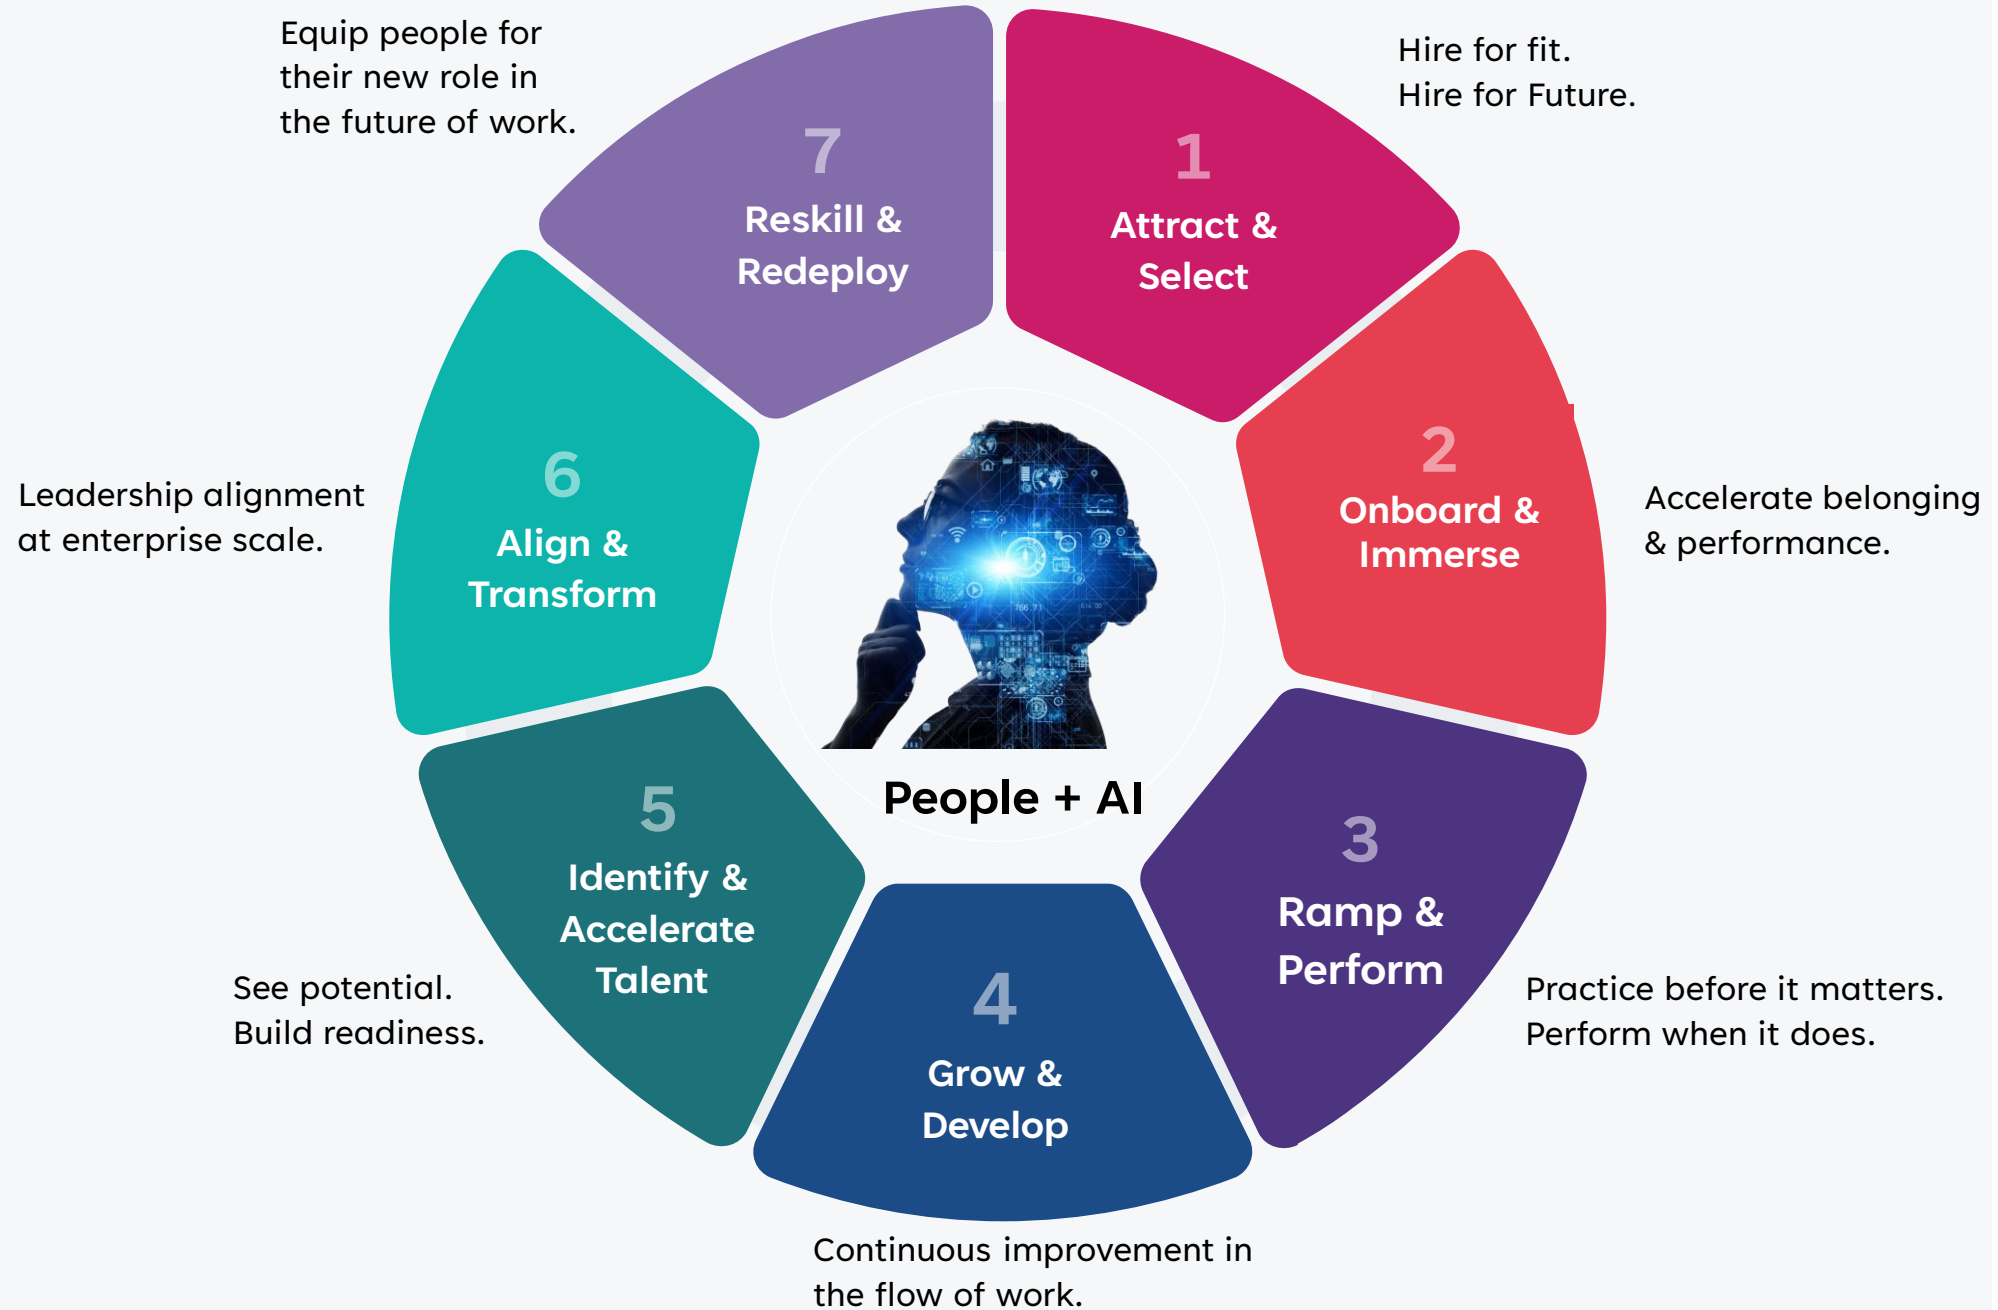 Equip people for
their new role in
the future of work.
Hire for fit.
Hire for Future.
7
Reskill &
Redeploy
1
Attract &
Select
2
Onboard &
Immerse
Accelerate belonging
& performance.
6
Align &
Transform
Leadership alignment
at enterprise scale.
People + AI
3
Ramp &
Perform
Practice before it matters.
Perform when it does.
5
Identify &
Accelerate
Talent
See potential.
Build readiness.
4
Grow &
Develop
Continuous improvement in
the flow of work.